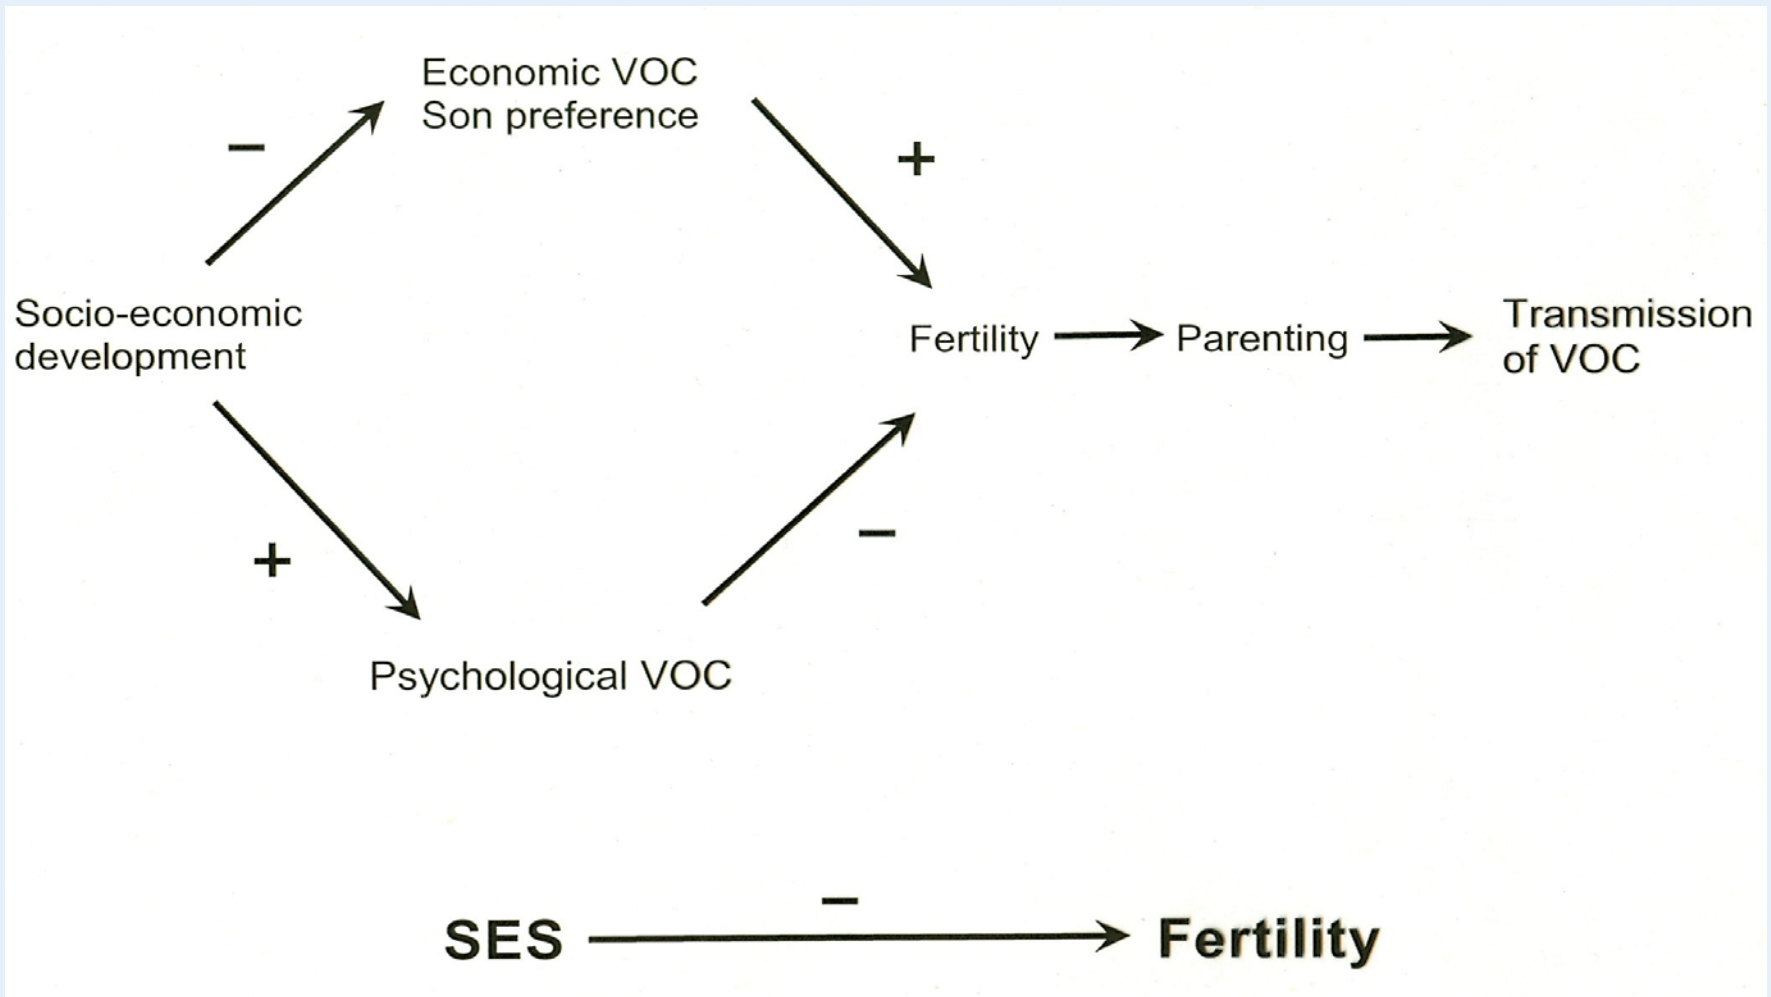 Economic VOC
Son preference
−
+
Socio-economic
development
Fertility
Parenting
Transmission
of VOC
+
−
Psychological VOC
−
SES
Fertility